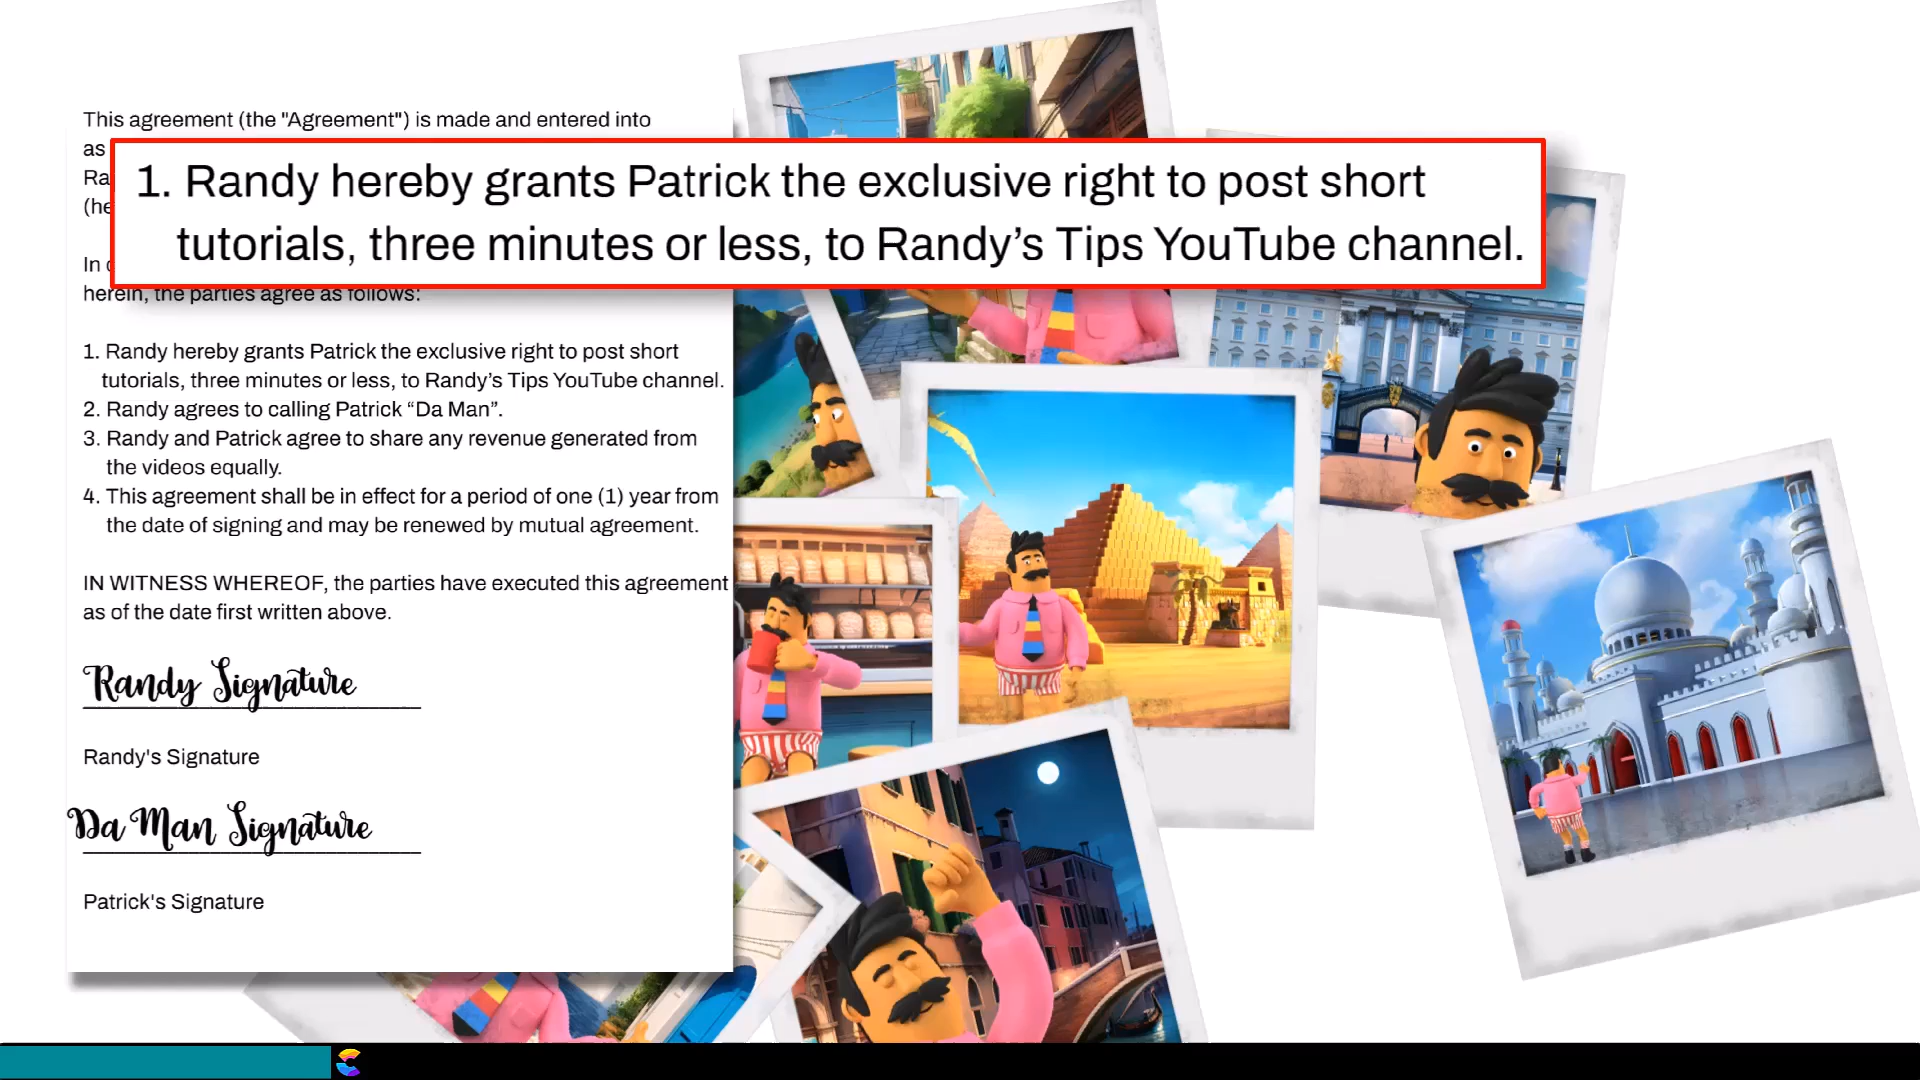 This agreement (the "Agreement") is made and entered into
as
1. Randy hereby grants Patrick the exclusive right to post short
tutorials, three minutes or less, to Randy’s Tips YouTube channel.
In
herein, the parties agree as follows:
1. Randy hereby grants Patrick the exclusive right to post short
tutorials, three minutes or less, to Randy’s Tips YouTube channel.
2. Randy agrees to calling Patrick “Da Man”.
3. Randy and Patrick agree to share any revenue generated from
the videos equally.
4. This agreement shall be in effect for a period of one (1) year from
the date of signing and may be renewed by mutual agreement.
IN WITNESS WHEREOF, the parties have executed this agreement
as of the date first written above.
Randy Signature
Randy's Signature
Da Man Signature
Patrick's Signature